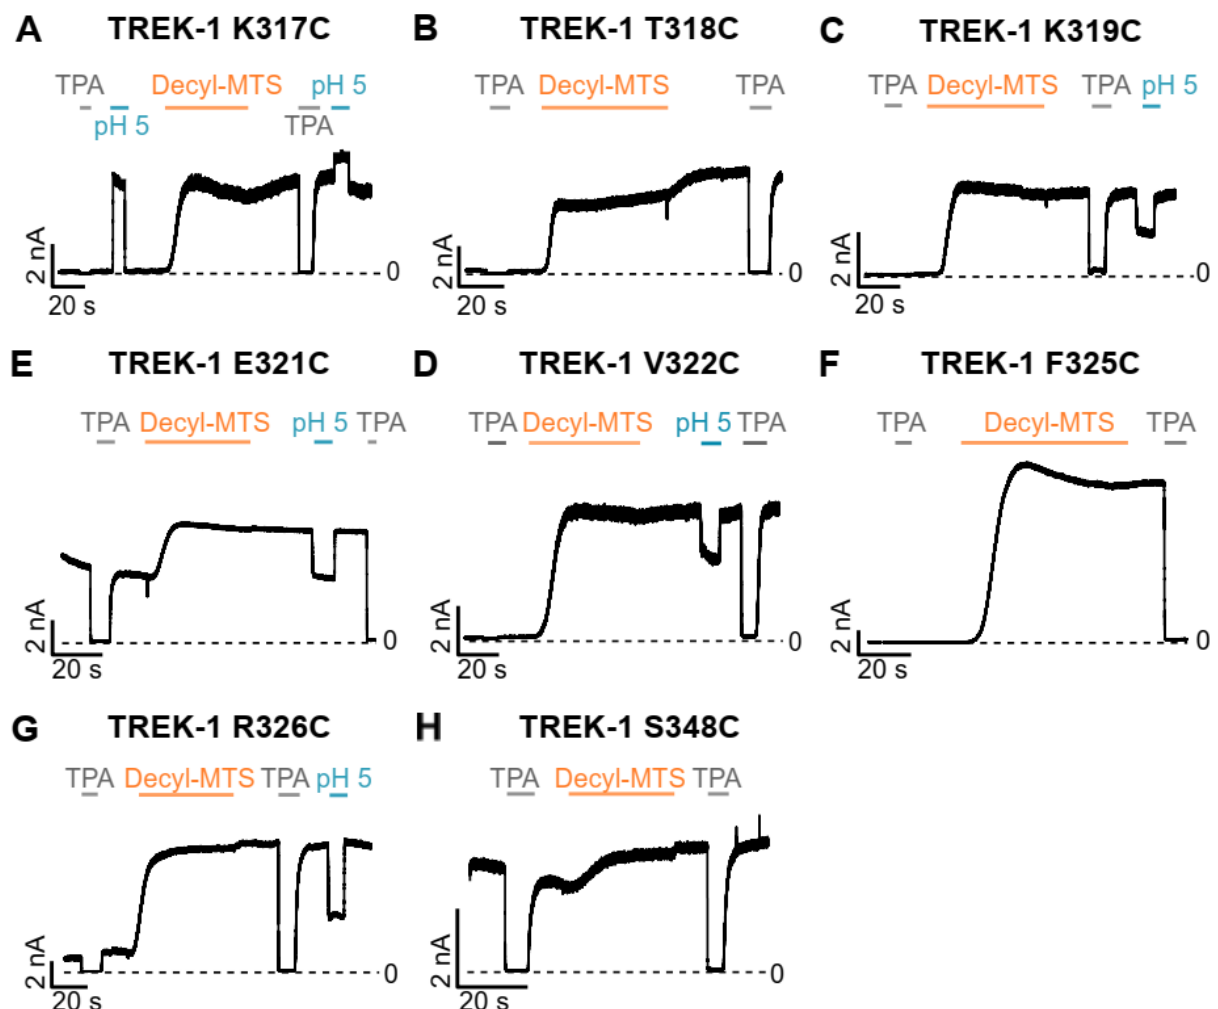 A TREK-1 K317C
TPA Decyl-MTS pH 5
pH 5 TPA
2 nA
20 s
0
B TREK-1 T318C
TPA Decyl-MTS TPA
2 nA
20 s
0
C TREK-1 K319C
TPA Decyl-MTS TPA pH 5
2 nA
20 s
0
E TREK-1 E321C
TPA Decyl-MTS pH 5 TPA
2 nA
20 s
0
D TREK-1 V322C
TPA Decyl-MTS pH 5 TPA
2 nA
20 s
0
F TREK-1 F325C
TPA Decyl-MTS TPA
2 nA
20 s
0
G TREK-1 R326C
TPA Decyl-MTS TPA pH 5
2 nA
20 s
0
H TREK-1 S348C
TPA Decyl-MTS TPA
2 nA
20 s
0